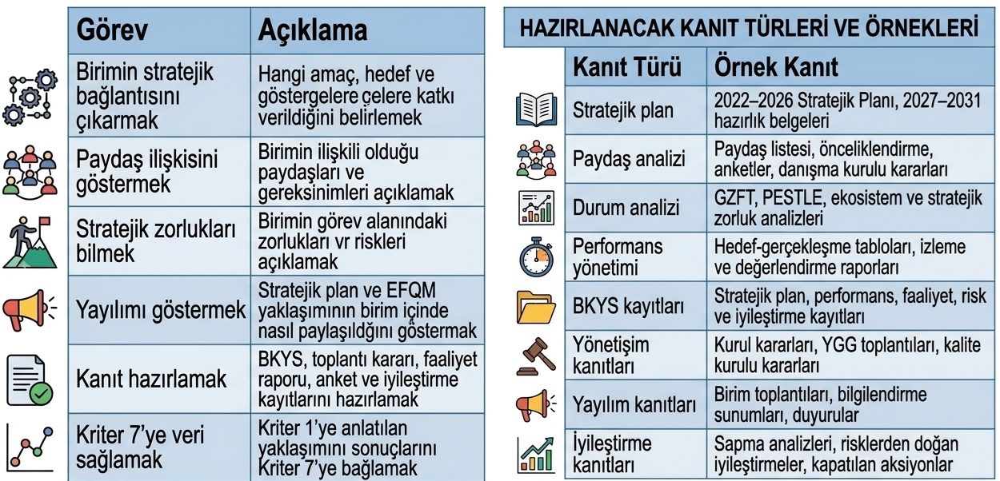 Görev
Açıklama
Birimin stratejik
bağlantısını
çıkarmak
Hangi amaç, hedef ve
göstergelere çelere katkı
verildiğini belirlemek
Paydaş ilişkisini
göstermek
Birimin ilişkili olduğu
paydaşları ve
gereksinimleri açıklamak
Stratejik zorlukları
bilmek
Birimin görev alanındaki
zorlukları vr riskleri
açıklamak
Yayılımı göstermek
Stratejik plan ve EFQM
yaklaşımının birim içinde
nasıl paylaşıldğını göstermak
Kanıt hazırlamak
BKYS, toplantı kararı, faaliyet
raporu, anket ve iyileştirme
kayıtlarını hazırlamak
Kriter 7’ye veri
sağlamak
Kriter 1’ye anlatılan
yaklaşımını sonuçlarını
Kriter 7’ye bağlamak
HAZIRLANACAK KANIT TÜRLERİ VE ÖRNEKLERİ
Kanıt Türü
Örnek Kanıt
Stratejik plan
2022–2026 Stratejik Planı, 2027–2031
hazırlık belgeleri
Paydaş analizi
Paydaş listesi, önceliklendirme,
anketler, danışma kurulu kararları
Durum analizi
GZFT, PESTLE, ekosistem ve stratejik
zorluk analizleri
Performans
yönetimi
Hedef-gerçekleşme tabloları, izleme
ve değerlendirme raporları
BKYS kayıtları
Stratejik plan, performans, faaliyet, risk
ve iyileştirme kayıtları
Yönetişim
kanıtları
Kurul kararları, YGG toplantıları, kalite
kurulu kararları
Yayılım kanıtları
Birim toplantıları, bilgilendirme
sunumları, duyurular
İyileştirme
kanıtları
Sapma analizleri, risklerden doğan
iyileştirmeler, kapatılan aksiyonlar